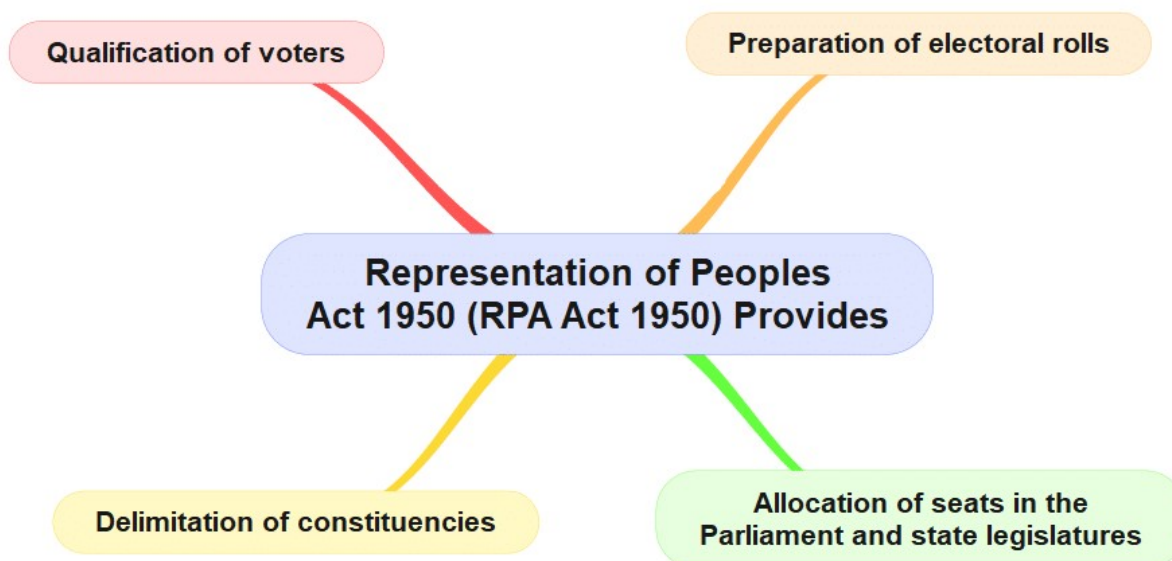 Qualification of voters
Preparation of electoral rolls
Representation of Peoples
Act 1950 (RPA Act 1950) Provides
Delimitation of constituencies
Allocation of seats in the
Parliament and state legislatures